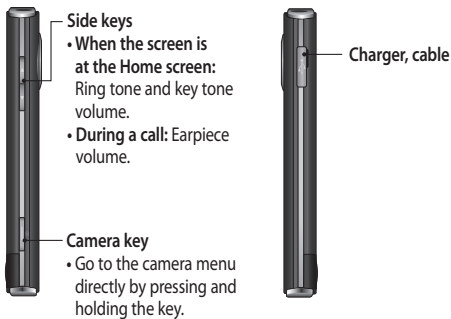 Side keys
• When the screen is
at the Home screen:
Ring tone and key tone
volume.
• During a call: Earpiece
volume.
Camera key
• Go to the camera menu
directly by pressing and
holding the key.
Charger, cable